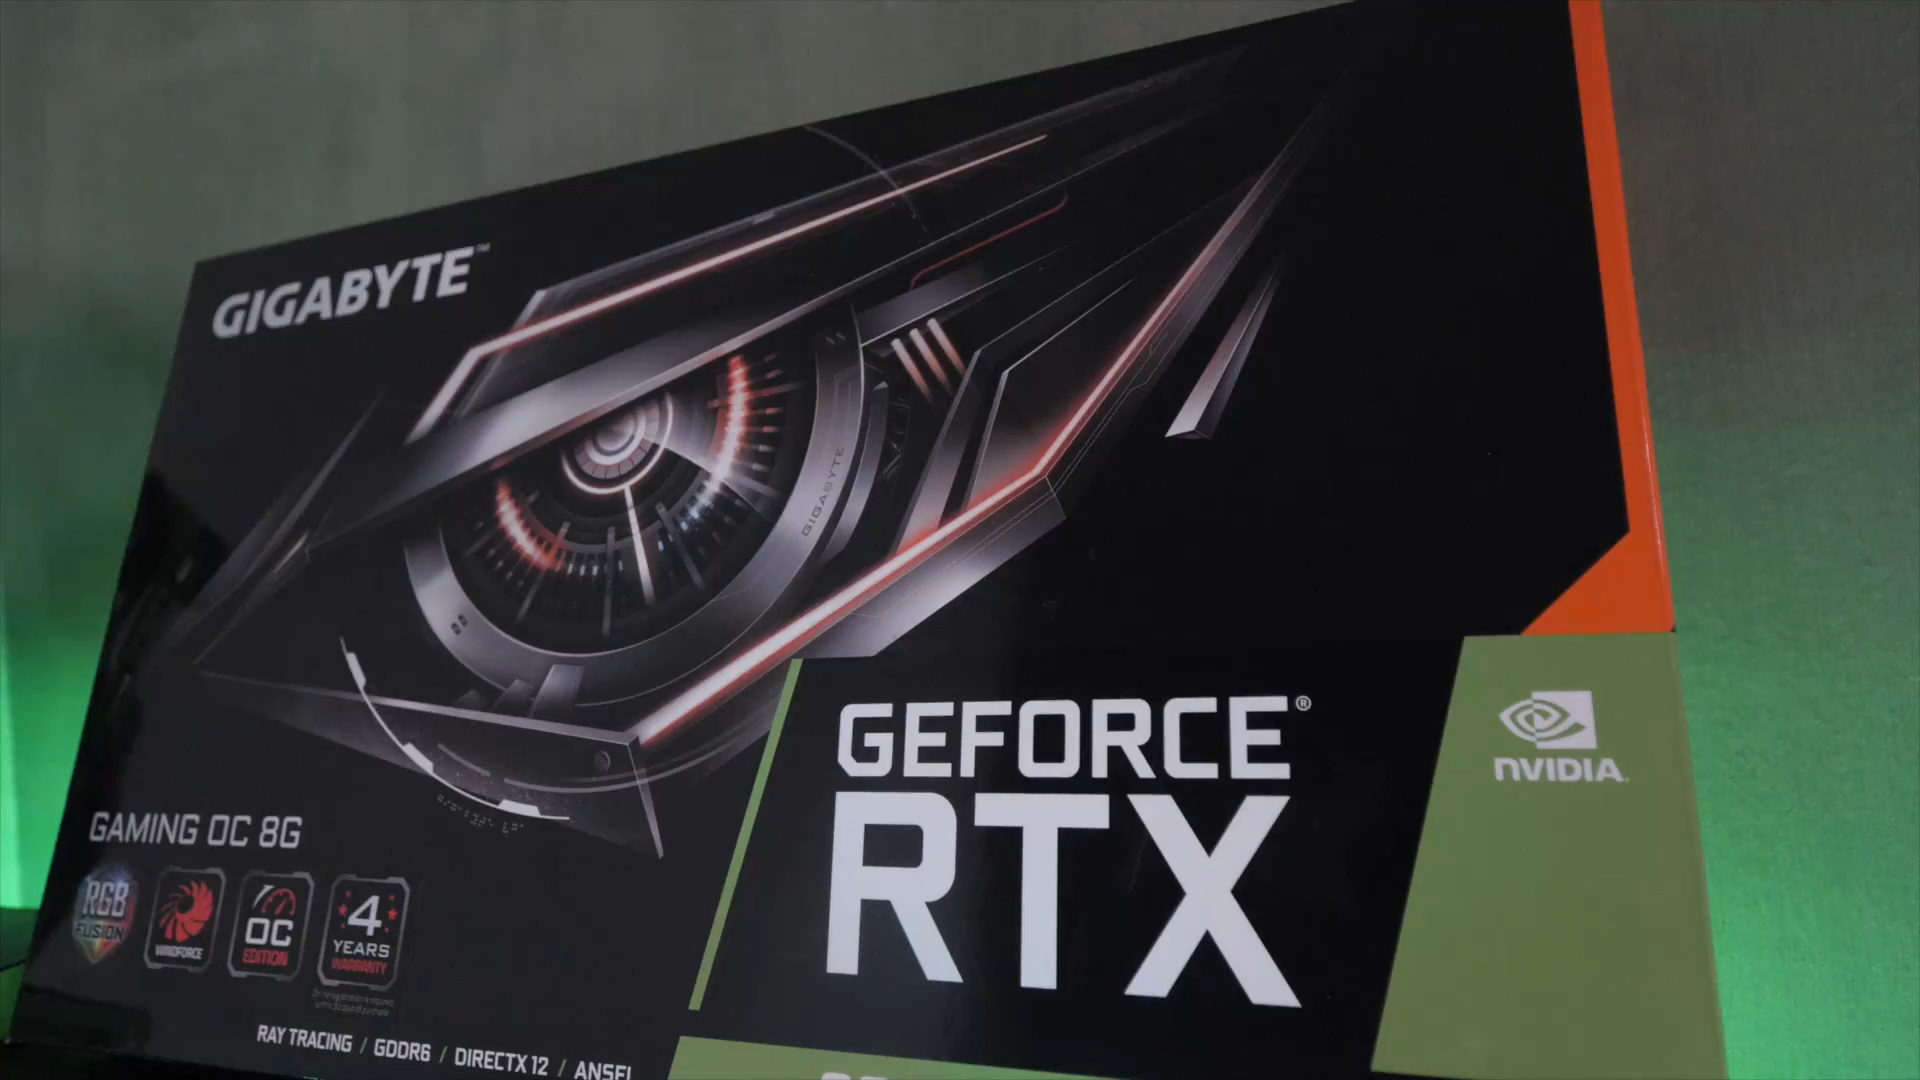 GIGABYTE™
GIGABYTE
GEFORCE®
RTX
NVIDIA
GAMING OC 8G
RGB
FUSION
WINDFORCE
OC
EDITION
4
YEARS
WARRANTY
RAY TRACING / GDDR6 / DIRECTX 12 / ANSEL